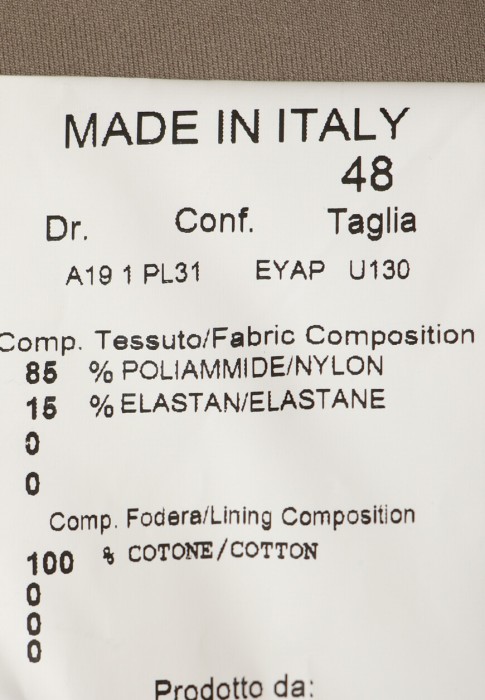 MADE IN ITALY
48
Dr. Conf. Taglia
A19 1 PL31 EYAP U130
Comp. Tessuto/Fabric Composition
85 % POLIAMMIDE/NYLON
15 % ELASTAN/ELASTANE
0
0
Comp. Fodera/Lining Composition
100 % COTONE/COTTON
0
0
0
Prodotto da: